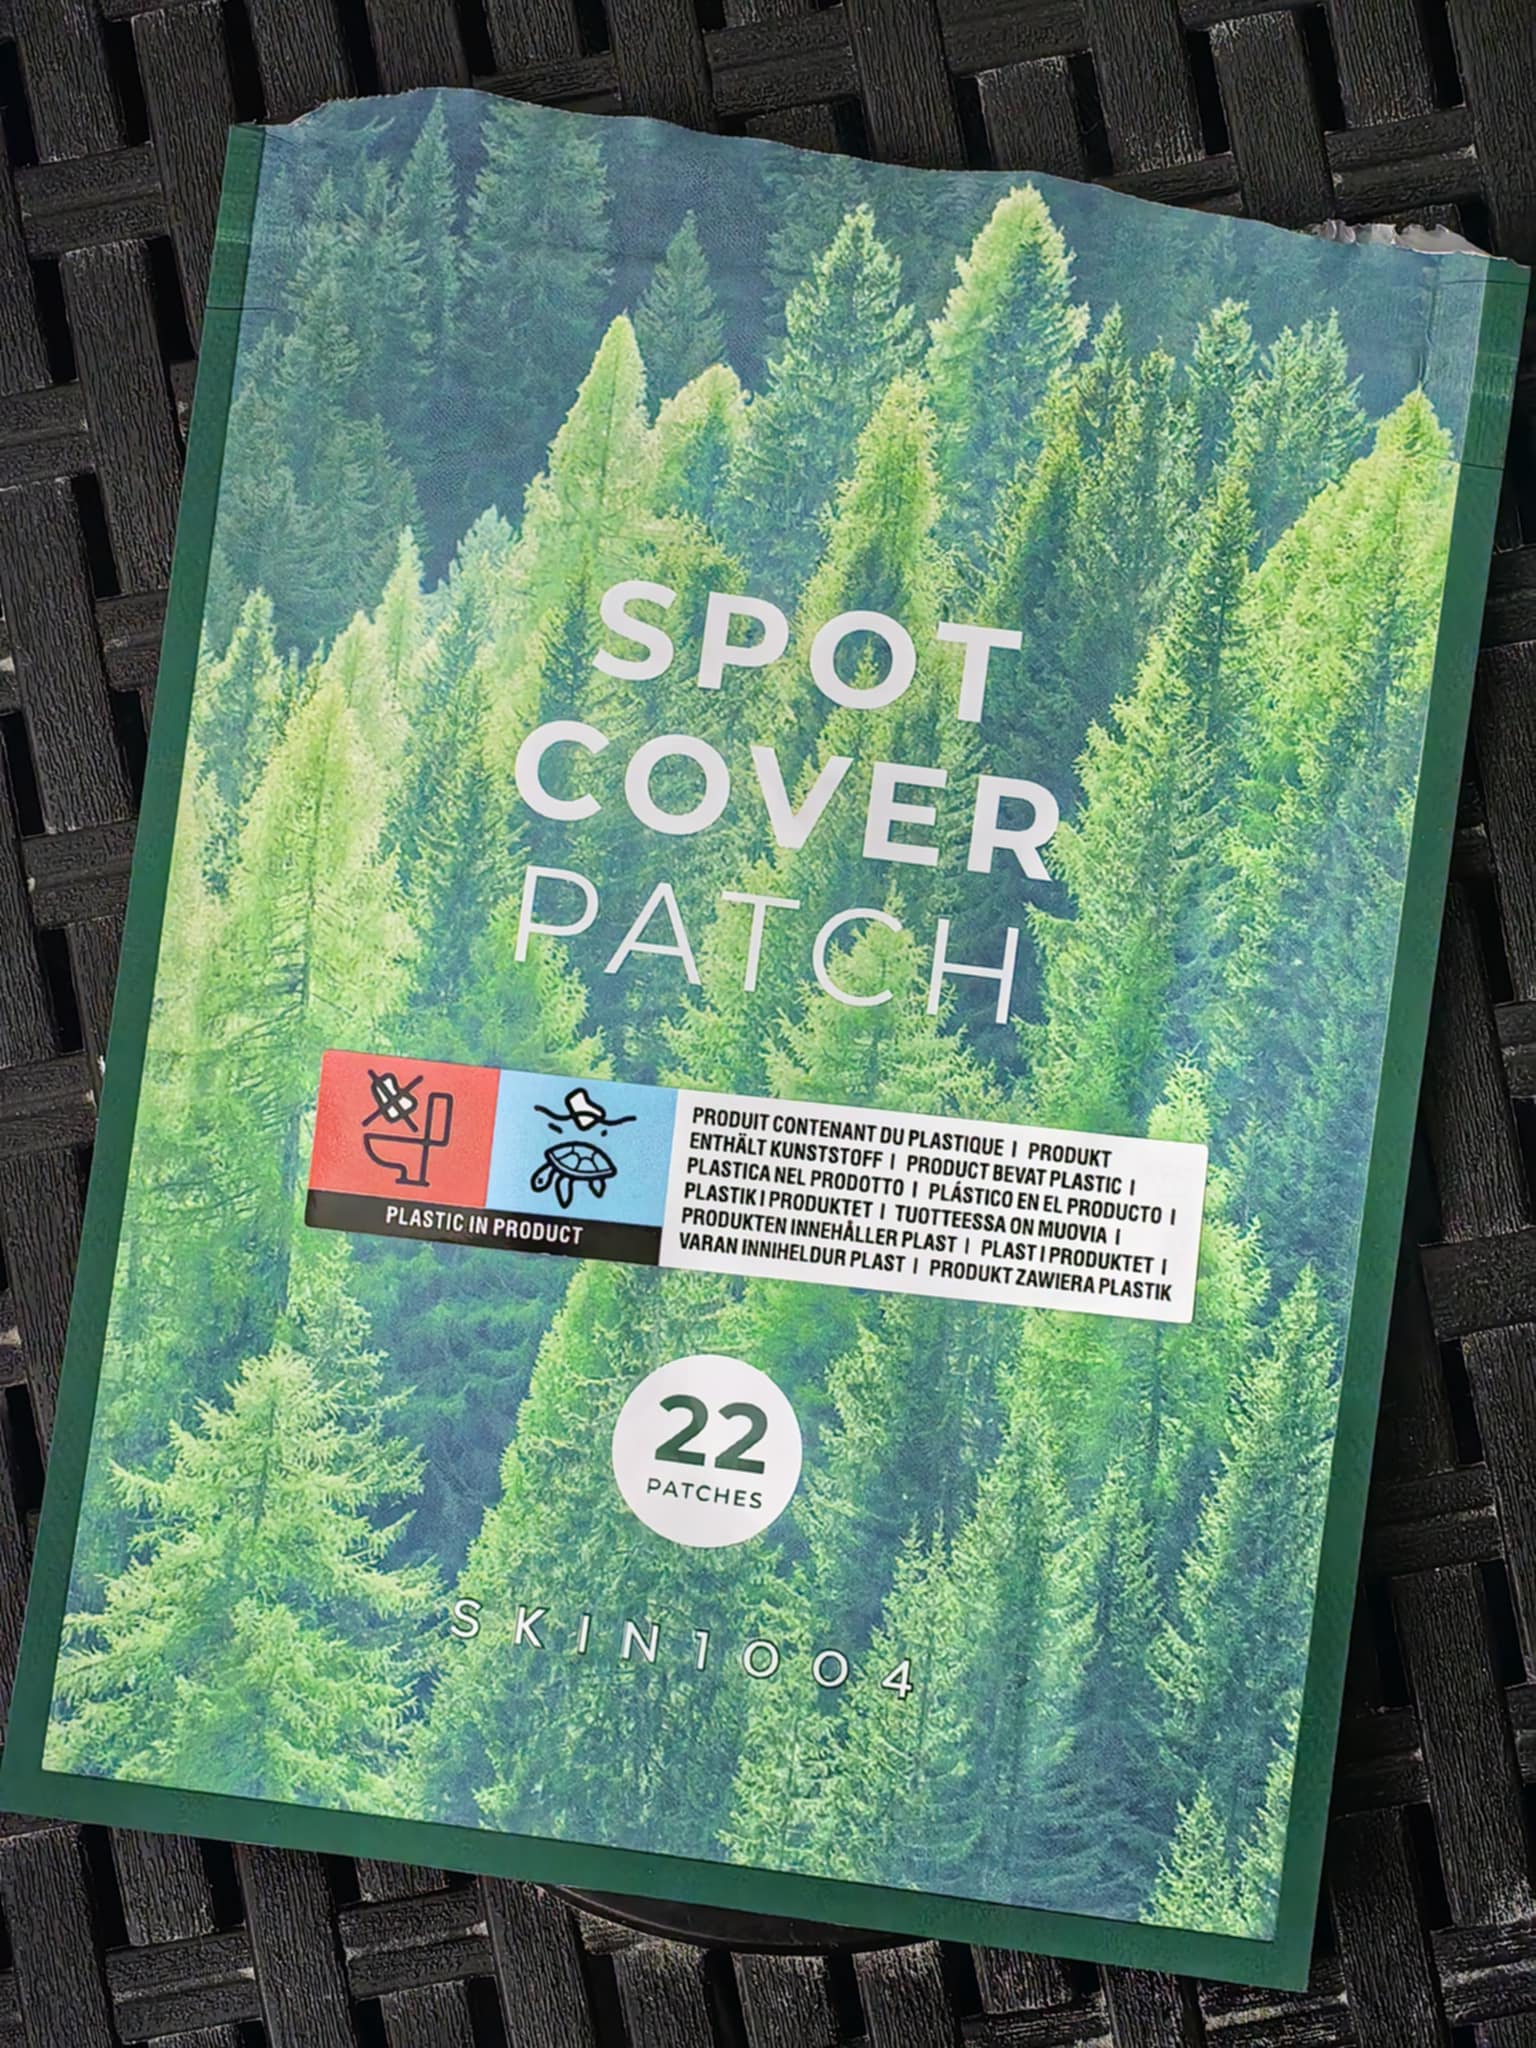 SPOT
COVER
PATCH
PLASTIC IN PRODUCT
PRODUIT CONTENANT DU PLASTIQUE | PRODUKT
ENTHÄLT KUNSTSTOFF | PRODUCT BEVAT PLASTIC |
PLASTICA NEL PRODOTTO | PLÁSTICO EN EL PRODUCTO |
PLASTIK I PRODUKTET | TUOTTEESSA ON MUOVIA |
PRODUKTEN INNEHÅLLER PLAST | PLAST I PRODUKTET |
VARAN INNIHELDUR PLAST | PRODUKT ZAWIERA PLASTIK
22
PATCHES
SKIN1004